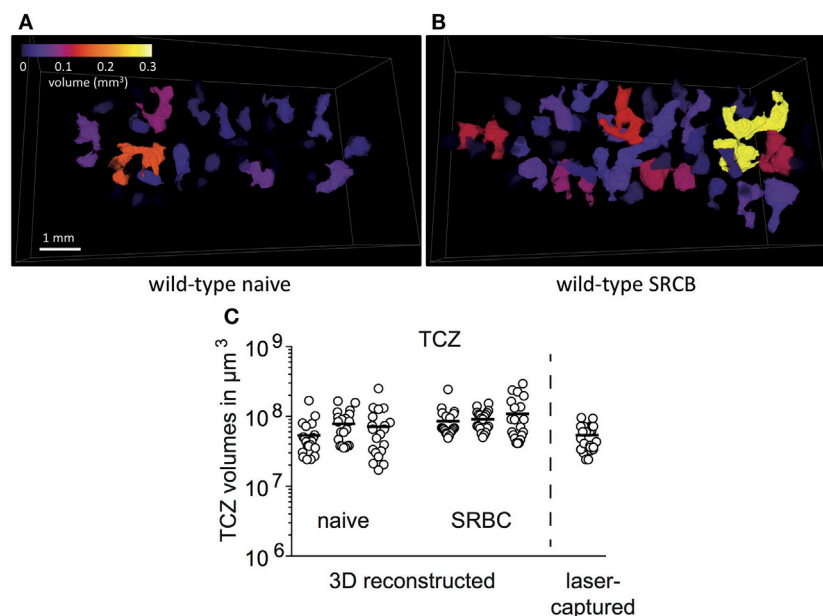 A
B
0 0.1 0.2 0.3
volume (mm³)
1 mm
wild-type naive
wild-type SRCB
C
TCZ
TCZ volumes in µm³
10⁹
10⁸
10⁷
10⁶
naive
SRBC
3D reconstructed
laser-
captured